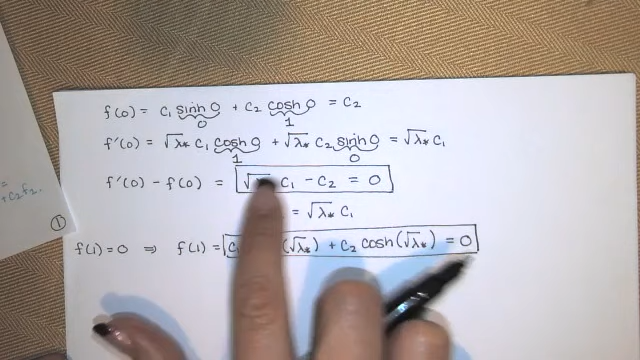 f(0) = c₁ sinh 0 + c₂ cosh 0 = c₂
0 1
f'(0) = √λ* c₁ cosh 0 + √λ* c₂ sinh 0 = √λ* c₁
1 0
f'(0) - f(0) = √ c₁ - c₂ = 0
= √λ* c₁
f(1) = 0 ⇒ f(1) = c (√λ*) + c₂ cosh(√λ*) = 0
=
+c₂f₂.
①